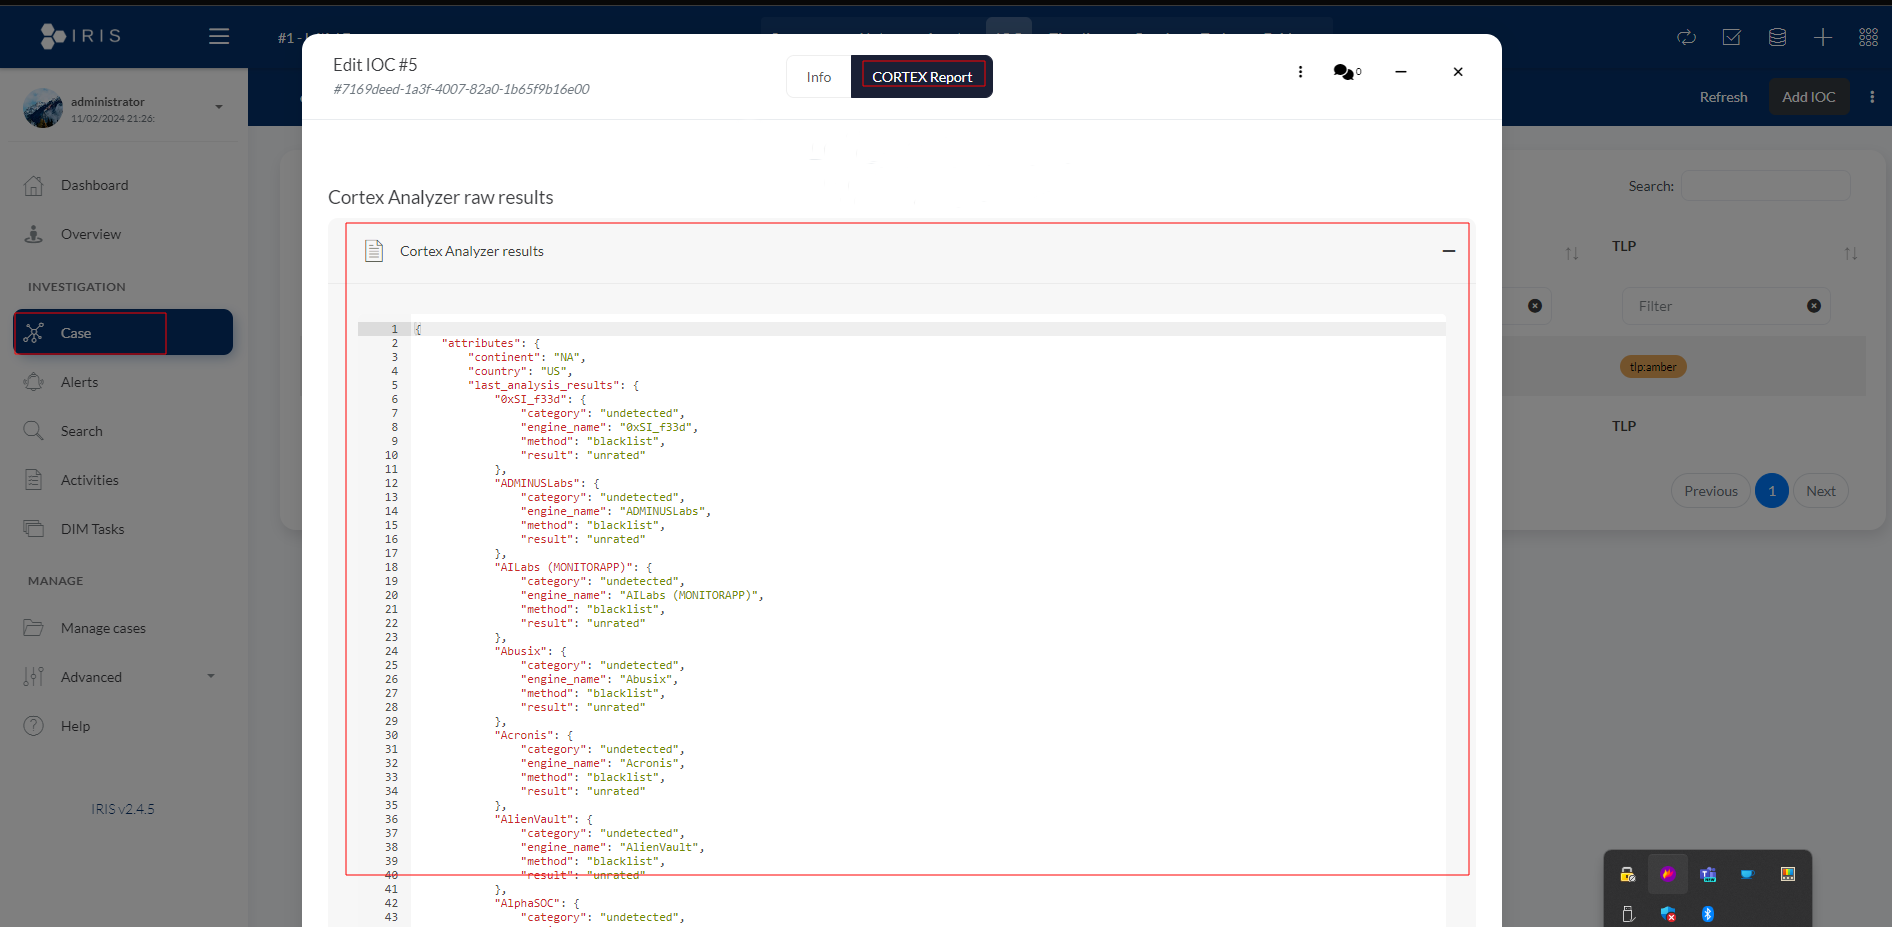 IRIS
#1 -
Edit IOC #5
#7169deed-1a3f-4007-82a0-1b65f9b16e00
Info
CORTEX Report
0
administrator
11/02/2024 21:26:
Refresh
Add IOC
Dashboard
Overview
INVESTIGATION
Case
Alerts
Search
Activities
DIM Tasks
MANAGE
Manage cases
Advanced
Help
IRIS v2.4.5
Cortex Analyzer raw results
Cortex Analyzer results
1 {
2 "attributes": {
3 "continent": "NA",
4 "country": "US",
5 "last_analysis_results": {
6 "0xSI_f33d": {
7 "category": "undetected",
8 "engine_name": "0xSI_f33d",
9 "method": "blacklist",
10 "result": "unrated"
11 },
12 "ADMINUSLabs": {
13 "category": "undetected",
14 "engine_name": "ADMINUSLabs",
15 "method": "blacklist",
16 "result": "unrated"
17 },
18 "AILabs (MONITORAPP)": {
19 "category": "undetected",
20 "engine_name": "AILabs (MONITORAPP)",
21 "method": "blacklist",
22 "result": "unrated"
23 },
24 "Abusix": {
25 "category": "undetected",
26 "engine_name": "Abusix",
27 "method": "blacklist",
28 "result": "unrated"
29 },
30 "Acronis": {
31 "category": "undetected",
32 "engine_name": "Acronis",
33 "method": "blacklist",
34 "result": "unrated"
35 },
36 "AlienVault": {
37 "category": "undetected",
38 "engine_name": "AlienVault",
39 "method": "blacklist",
40 "result": "unrated"
41 },
42 "AlphaSOC": {
43 "category": "undetected",
Search:
TLP
Filter
tlp:amber
TLP
Previous
1
Next